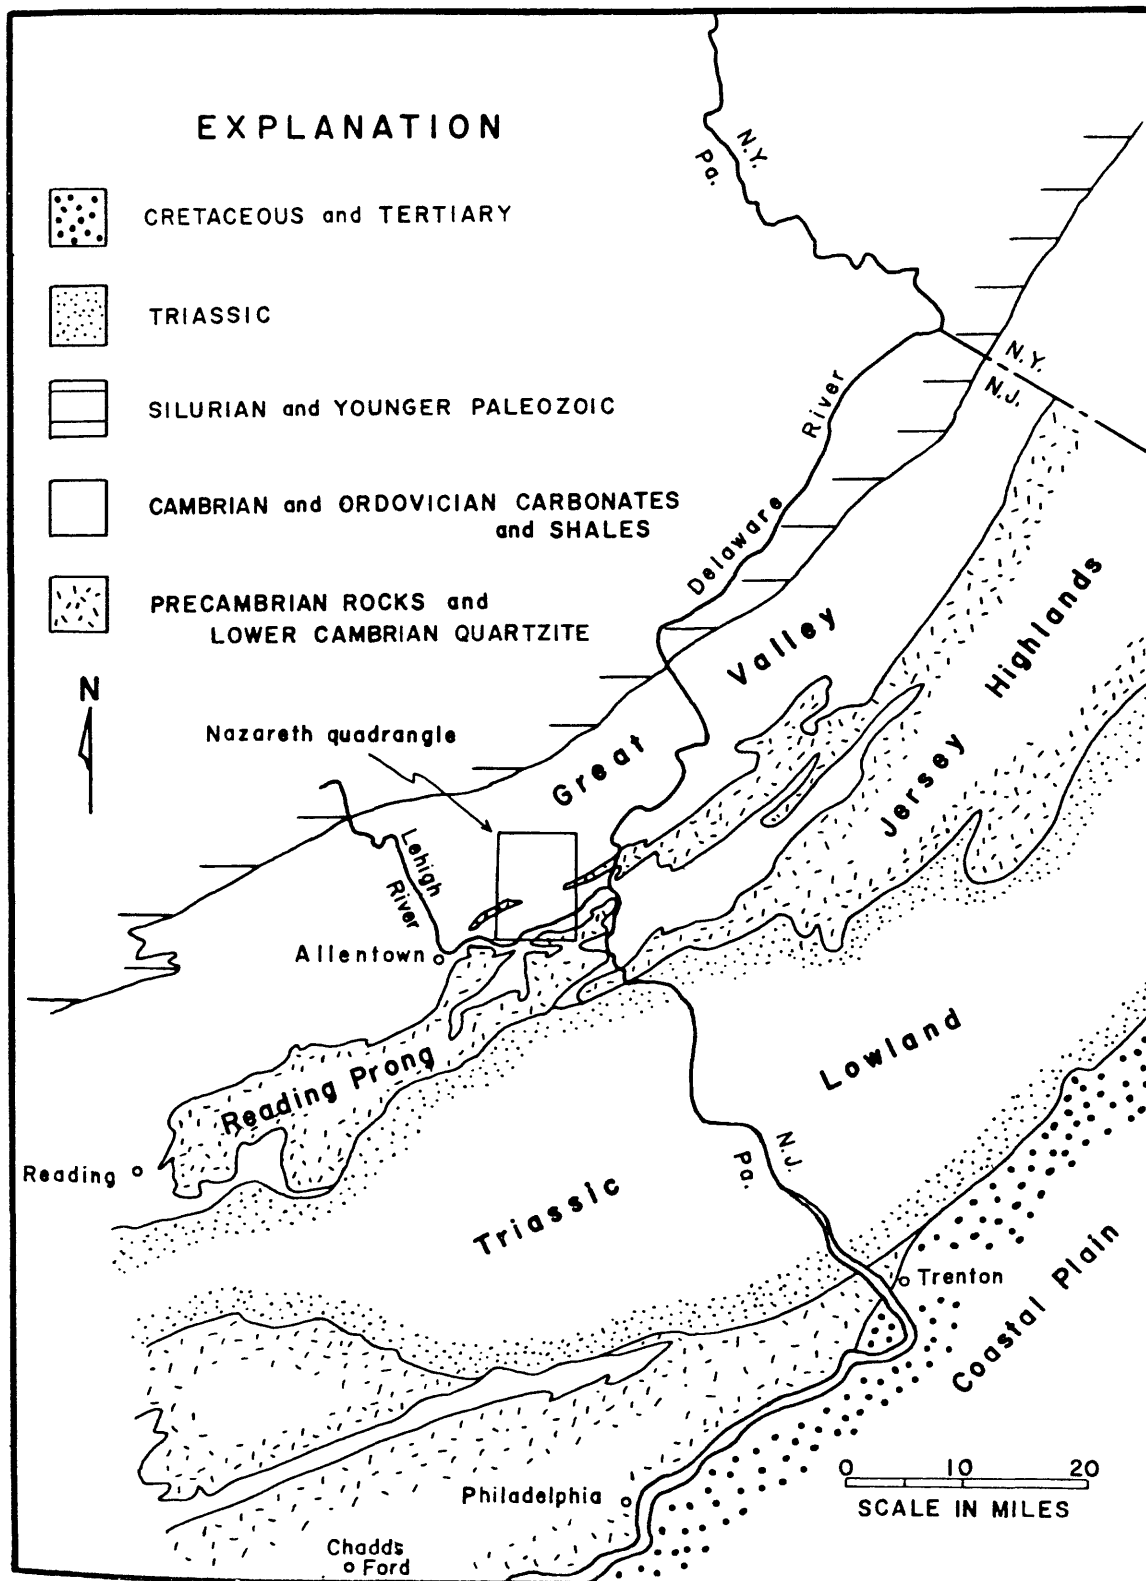 EXPLANATION
CRETACEOUS and TERTIARY
TRIASSIC
SILURIAN and YOUNGER PALEOZOIC
CAMBRIAN and ORDOVICIAN CARBONATES
and SHALES
PRECAMBRIAN ROCKS and
LOWER CAMBRIAN QUARTZITE
N
N.Y.
Pa.
N.Y.
N.J.
Delaware River
Great Valley
Jersey Highlands
Nazareth quadrangle
Lehigh
River
Allentown
Reading Prong
Reading
Triassic Lowland
N.J.
Pa.
Trenton
Coastal Plain
Philadelphia
Chadds
Ford
0 10 20
SCALE IN MILES